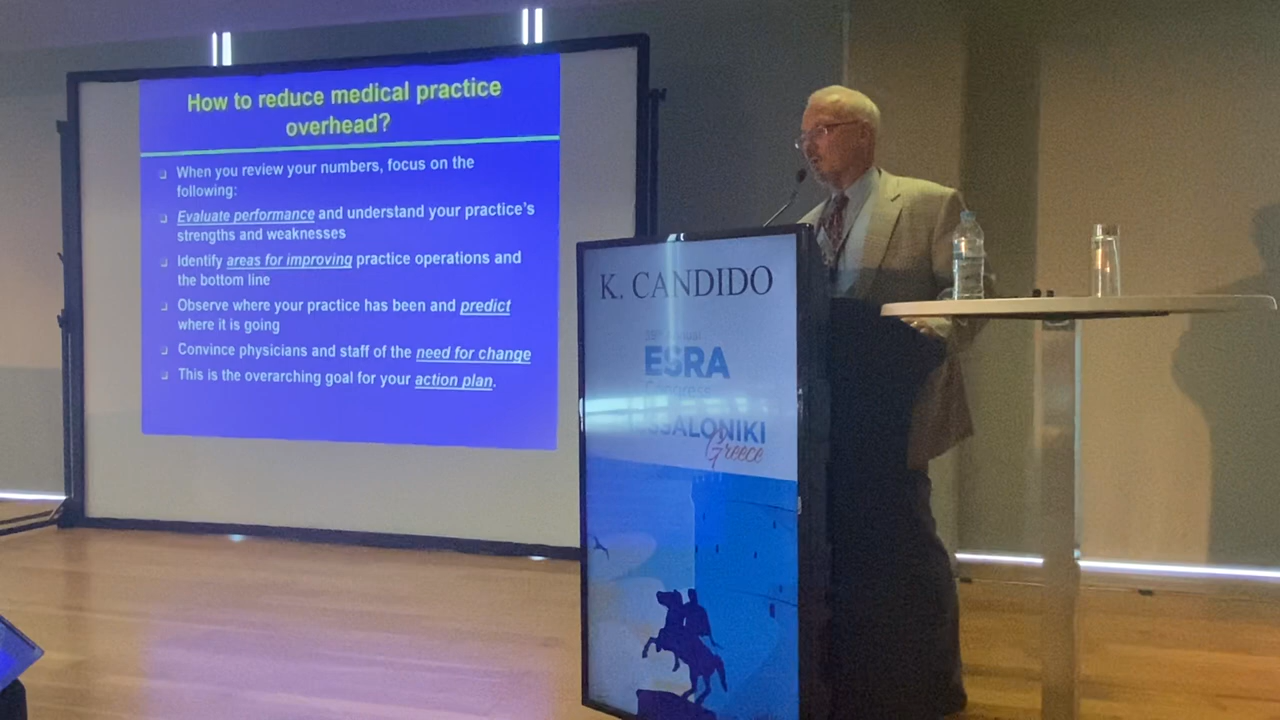 How to reduce medical practice
overhead?
When you review your numbers, focus on the
following:
Evaluate performance and understand your practice's
strengths and weaknesses
Identify areas for improving practice operations and
the bottom line
Observe where your practice has been and predict
where it is going
Convince physicians and staff of the need for change
This is the overarching goal for your action plan.
K. CANDIDO
ESRA
Congress
SSALONIKI
Greece